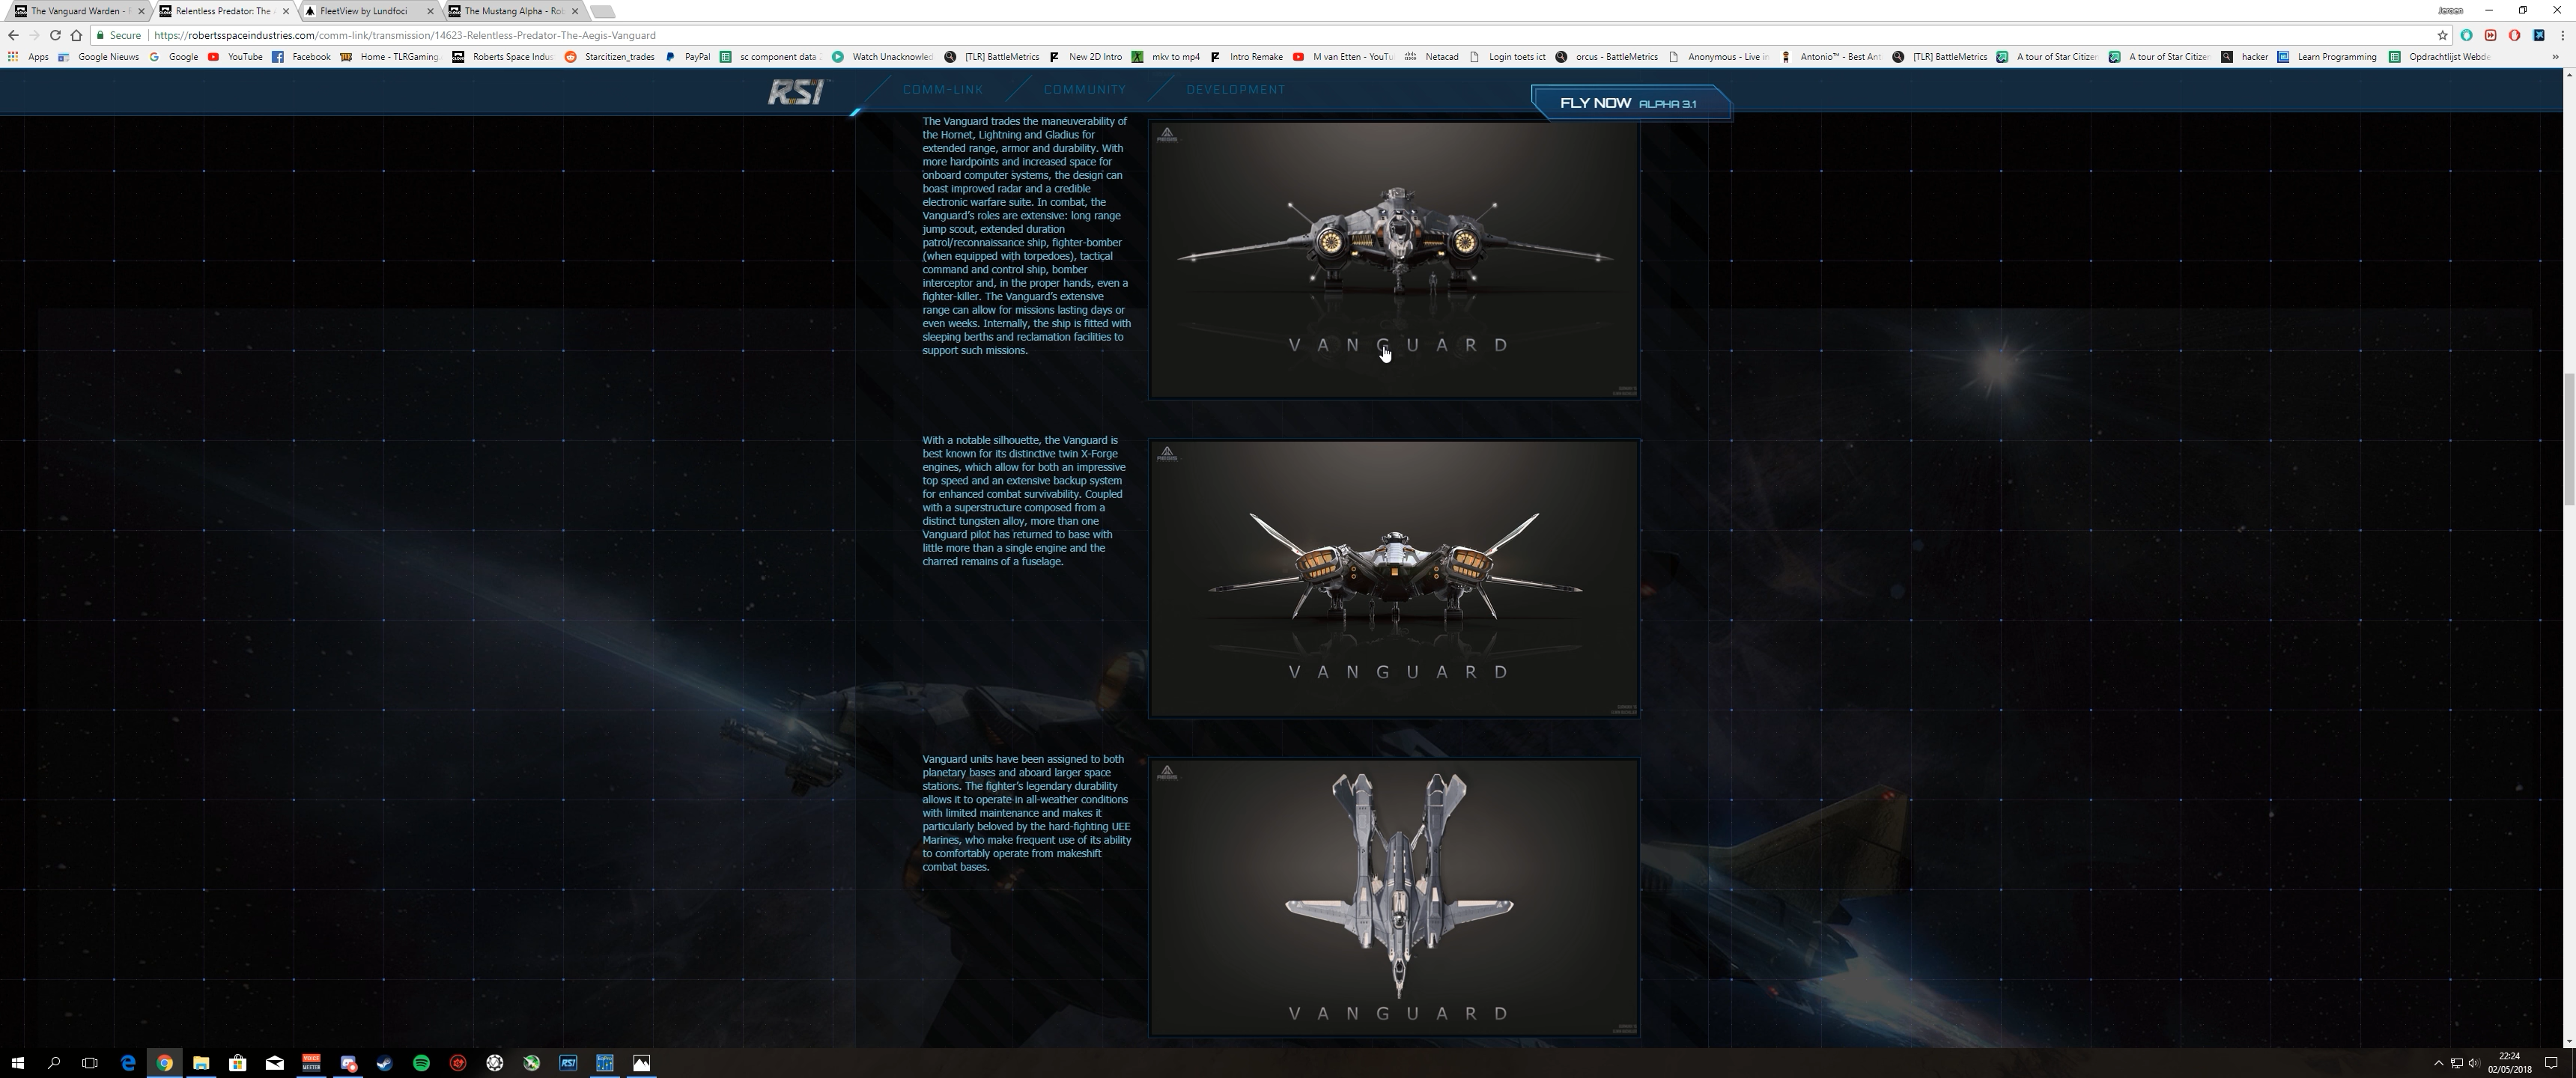 The Vanguard Warden - R
Relentless Predator: The A
FleetView by Lundfoci
The Mustang Alpha - Rob
Jeroen
Secure
https://robertsspaceindustries.com/comm-link/transmission/14623-Relentless-Predator-The-Aegis-Vanguard
Apps
Google Nieuws
Google
YouTube
Facebook
Home - TLRGaming
Roberts Space Indus
Starcitizen_trades
PayPal
sc component data
Watch Unacknowled
[TLR] BattleMetrics
New 2D Intro
mkv to mp4
Intro Remake
M van Etten - YouTu
Netacad
Login toets ict
orcus - BattleMetrics
Anonymous - Live in
Antonio™ - Best Ant
[TLR] BattleMetrics
A tour of Star Citizen
A tour of Star Citizen
hacker
Learn Programming
Opdrachtlijst Webde
RSI
COMM-LINK
COMMUNITY
DEVELOPMENT
FLY NOW ALPHA 3.1
The Vanguard trades the maneuverability of
the Hornet, Lightning and Gladius for
extended range, armor and durability. With
more hardpoints and increased space for
onboard computer systems, the design can
boast improved radar and a credible
electronic warfare suite. In combat, the
Vanguard's roles are extensive: long range
jump scout, extended duration
patrol/reconnaissance ship, fighter-bomber
(when equipped with torpedoes), tactical
command and control ship, bomber
interceptor and, in the proper hands, even a
fighter-killer. The Vanguard's extensive
range can allow for missions lasting days or
even weeks. Internally, the ship is fitted with
sleeping berths and reclamation facilities to
support such missions.
AEGIS
VANGUARD
With a notable silhouette, the Vanguard is
best known for its distinctive twin X-Forge
engines, which allow for both an impressive
top speed and an extensive backup system
for enhanced combat survivability. Coupled
with a superstructure composed from a
distinct tungsten alloy, more than one
Vanguard pilot has returned to base with
little more than a single engine and the
charred remains of a fuselage.
AEGIS
VANGUARD
Vanguard units have been assigned to both
planetary bases and aboard larger space
stations. The fighter's legendary durability
allows it to operate in all-weather conditions
with limited maintenance and makes it
particularly beloved by the hard-fighting UEE
Marines, who make frequent use of its ability
to comfortably operate from makeshift
combat bases.
AEGIS
VANGUARD
RSI
22:24
02/05/2018